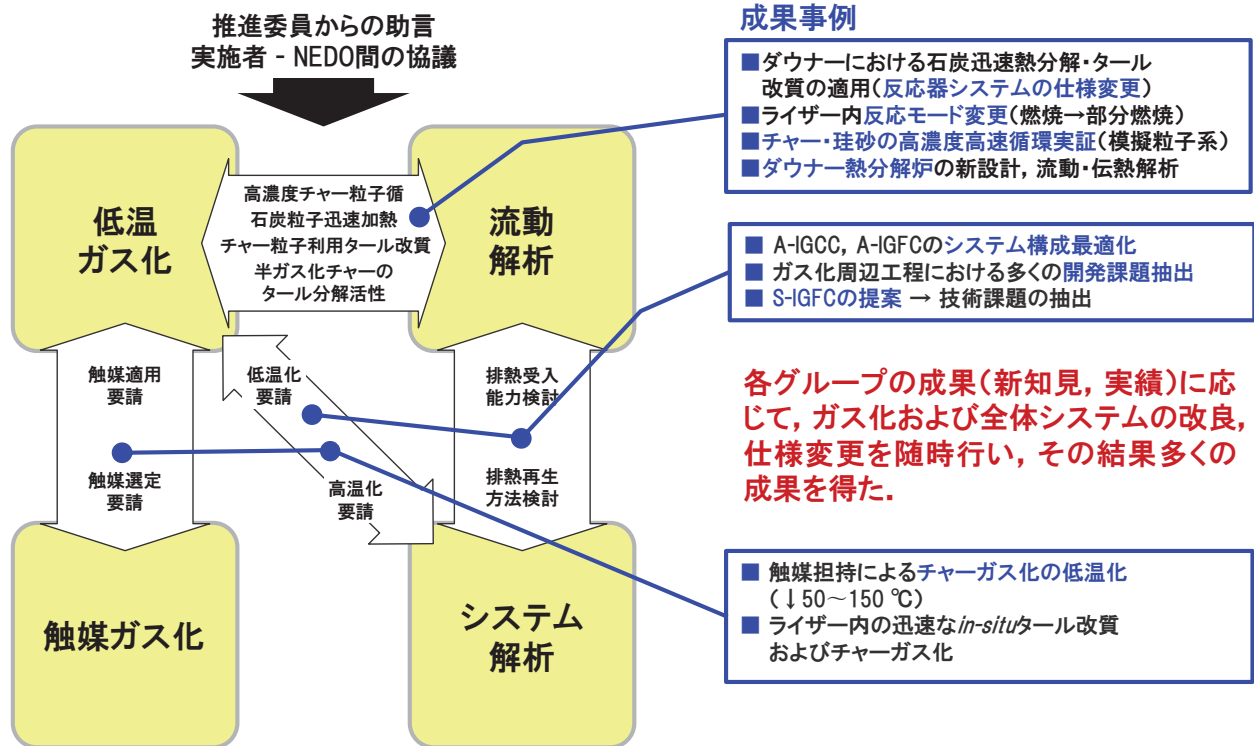 推進委員からの助言
実施者 - NEDO間の協議
低温
ガス化
高濃度チャー粒子循
石炭粒子迅速加熱
チャー粒子利用タール改質
半ガス化チャーの
タール分解活性
流動
解析
触媒適用
要請
触媒選定
要請
低温化
要請
高温化
要請
排熱受入
能力検討
排熱再生
方法検討
触媒ガス化
システム
解析
成果事例
■ダウナーにおける石炭迅速熱分解・タール
改質の適用(反応器システムの仕様変更)
■ライザー内反応モード変更(燃焼→部分燃焼)
■チャー・珪砂の高濃度高速循環実証(模擬粒子系)
■ダウナー熱分解炉の新設計, 流動・伝熱解析
■ A-IGCC, A-IGFCのシステム構成最適化
■ ガス化周辺工程における多くの開発課題抽出
■ S-IGFCの提案 → 技術課題の抽出
各グループの成果(新知見, 実績)に応
じて, ガス化および全体システムの改良,
仕様変更を随時行い, その結果多くの
成果を得た.
■ 触媒担持によるチャーガス化の低温化
(↓50~150 ℃)
■ ライザー内の迅速なin-situタール改質
およびチャーガス化